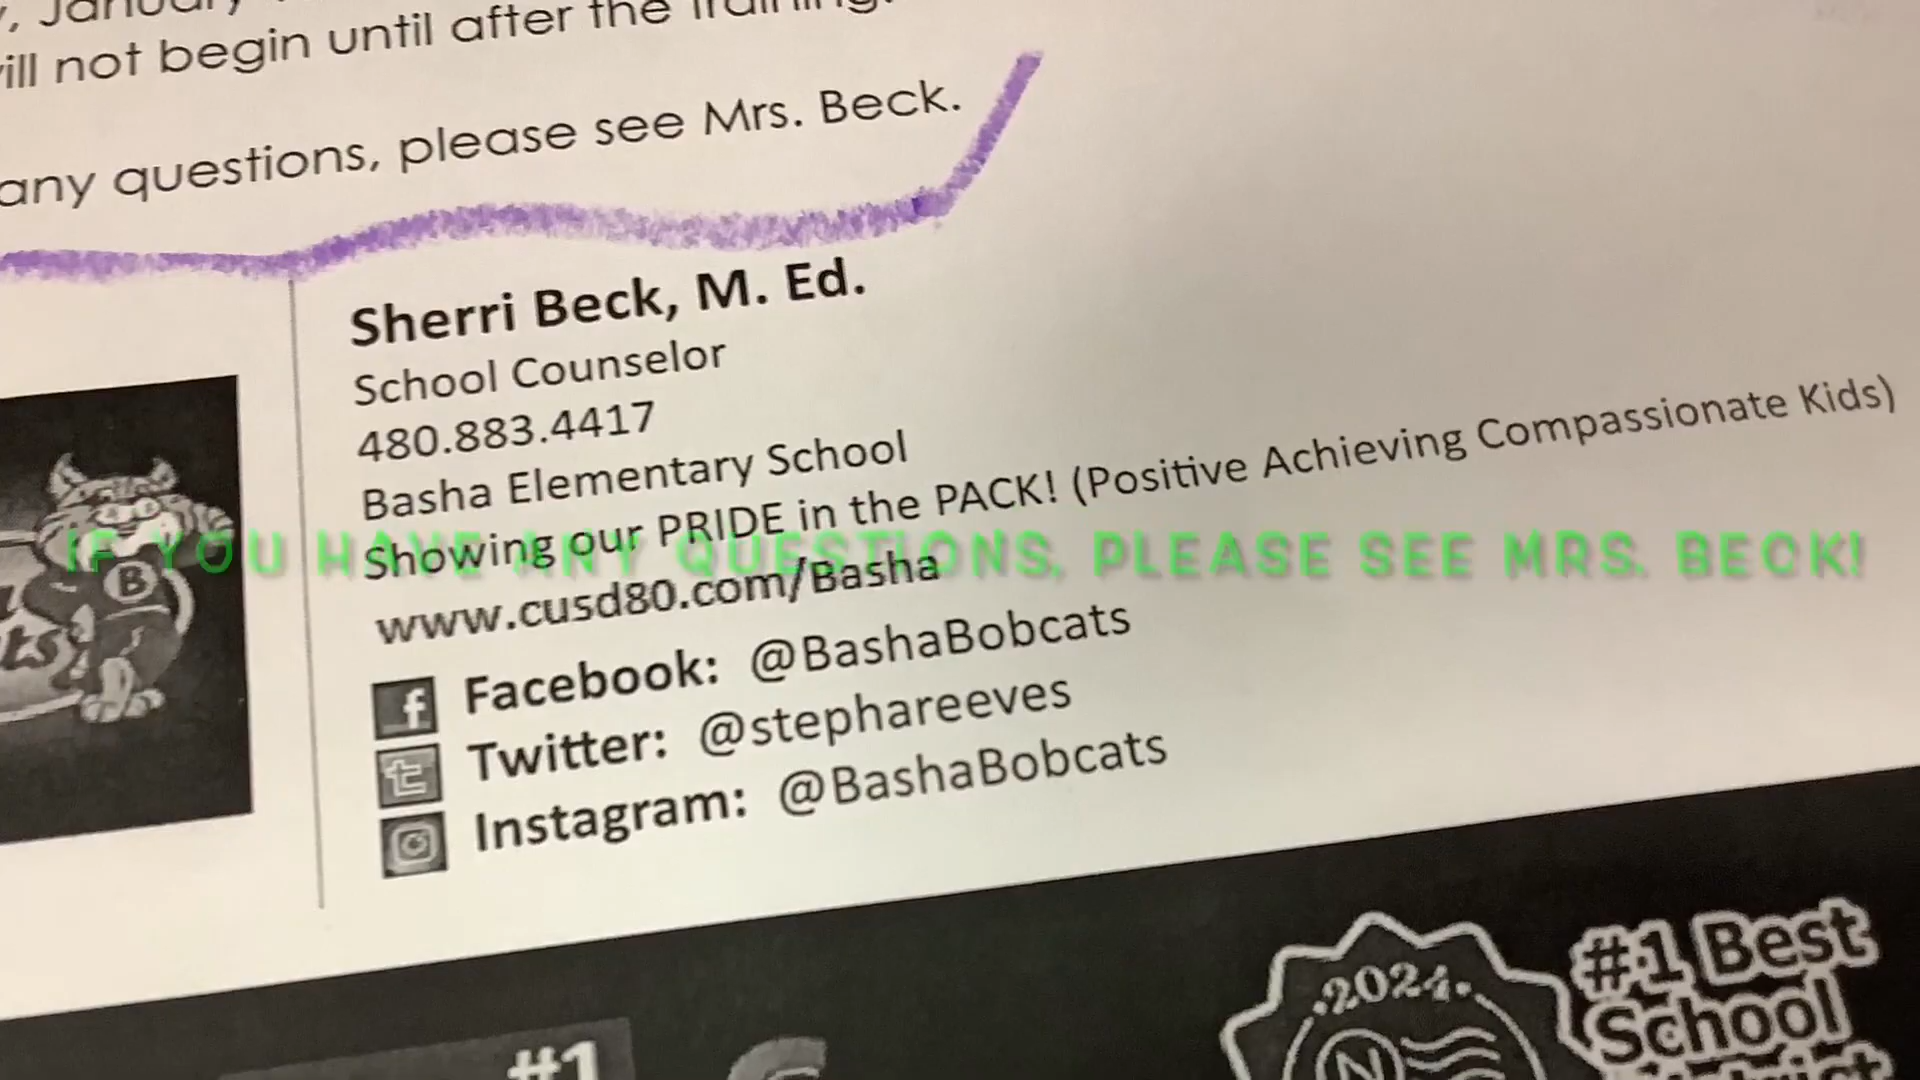 January
will not begin until after the training.
any questions, please see Mrs. Beck.
Sherri Beck, M. Ed.
School Counselor
480.883.4417
Basha Elementary School
Showing our PRIDE in the PACK! (Positive Achieving Compassionate Kids)
IF YOU HAVE ANY QUESTIONS, PLEASE SEE MRS. BECK!
www.cusd80.com/Basha
B
Facebook: @BashaBobcats
Twitter: @stephareeves
Instagram: @BashaBobcats
2024
N
#1 Best
School
#1